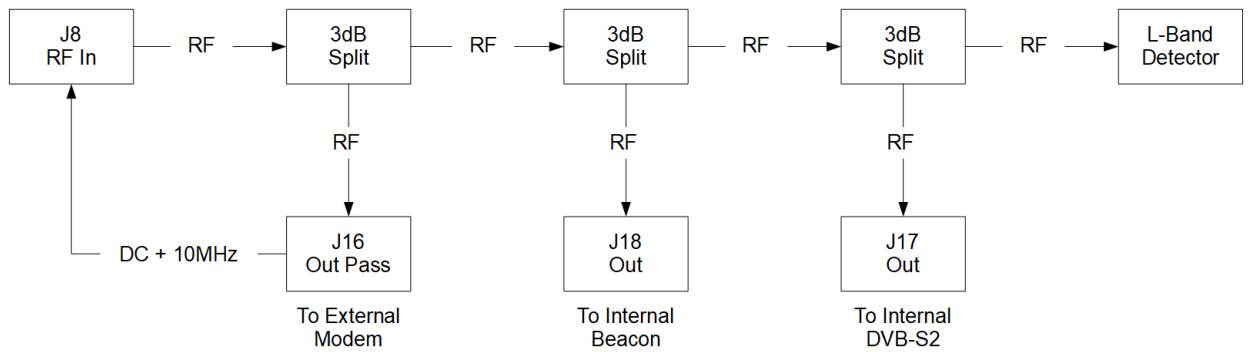 J8
RF In
RF
3dB
Split
RF
3dB
Split
RF
3dB
Split
RF
L-Band
Detector
RF
RF
RF
DC + 10MHz
J16
Out Pass
J18
Out
J17
Out
To External
Modem
To Internal
Beacon
To Internal
DVB-S2